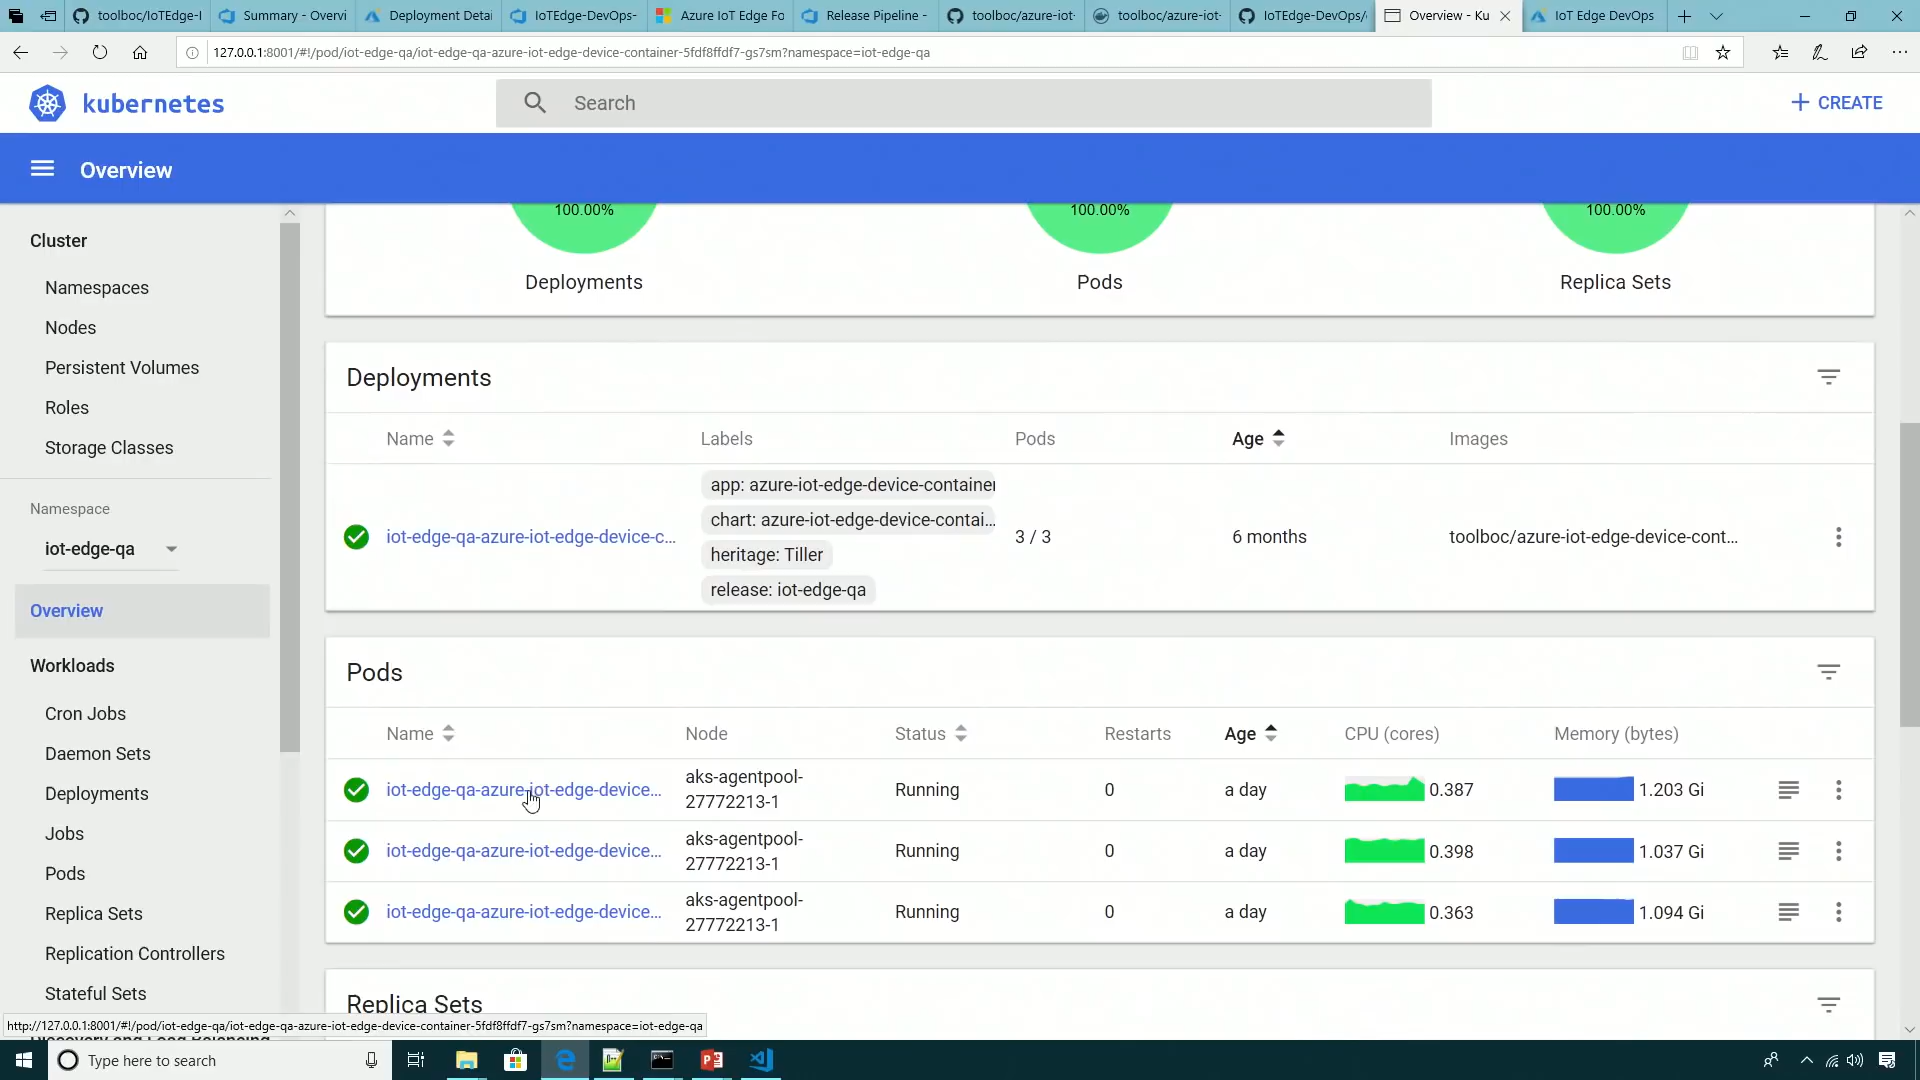 toolboc/IoTEdge-I
Summary - Overvi
Deployment Detai
IoTEdge-DevOps-
Azure IoT Edge Fo
Release Pipeline -
toolboc/azure-iot-
toolboc/azure-iot-
IoTEdge-DevOps/
Overview - Ku
IoT Edge DevOps
127.0.0.1:8001/#!/pod/iot-edge-qa/iot-edge-qa-azure-iot-edge-device-container-5fdf8ffdf7-gs7sm?namespace=iot-edge-qa
kubernetes
Search
+ CREATE
Overview
Cluster
Namespaces
Nodes
Persistent Volumes
Roles
Storage Classes
Namespace
iot-edge-qa
Overview
Workloads
Cron Jobs
Daemon Sets
Deployments
Jobs
Pods
Replica Sets
Replication Controllers
Stateful Sets
100.00%
100.00%
100.00%
Deployments
Pods
Replica Sets
Deployments
Name
Labels
Pods
Age
Images
iot-edge-qa-azure-iot-edge-device-c...
app: azure-iot-edge-device-container
chart: azure-iot-edge-device-contai...
heritage: Tiller
release: iot-edge-qa
3 / 3
6 months
toolboc/azure-iot-edge-device-cont...
Pods
Name
Node
Status
Restarts
Age
CPU (cores)
Memory (bytes)
iot-edge-qa-azure-iot-edge-device...
aks-agentpool-
27772213-1
Running
0
a day
0.387
1.203 Gi
iot-edge-qa-azure-iot-edge-device...
aks-agentpool-
27772213-1
Running
0
a day
0.398
1.037 Gi
iot-edge-qa-azure-iot-edge-device...
aks-agentpool-
27772213-1
Running
0
a day
0.363
1.094 Gi
Replica Sets
http://127.0.0.1:8001/#!/pod/iot-edge-qa/iot-edge-qa-azure-iot-edge-device-container-5fdf8ffdf7-gs7sm?namespace=iot-edge-qa
Discovery and Load Balancing
Type here to search